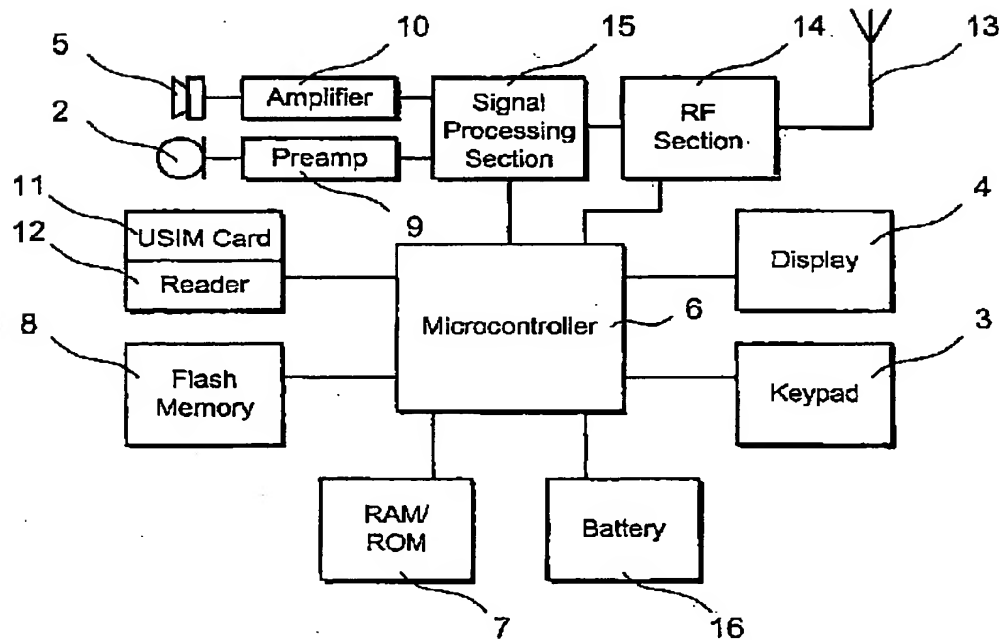 10
15
14
5
13
Amplifier
Signal
Processing
Section
RF
Section
2
Preamp
11
9
4
12
USIM Card
Reader
Display
Microcontroller
6
8
3
Flash
Memory
Keypad
RAM/
ROM
Battery
7
16